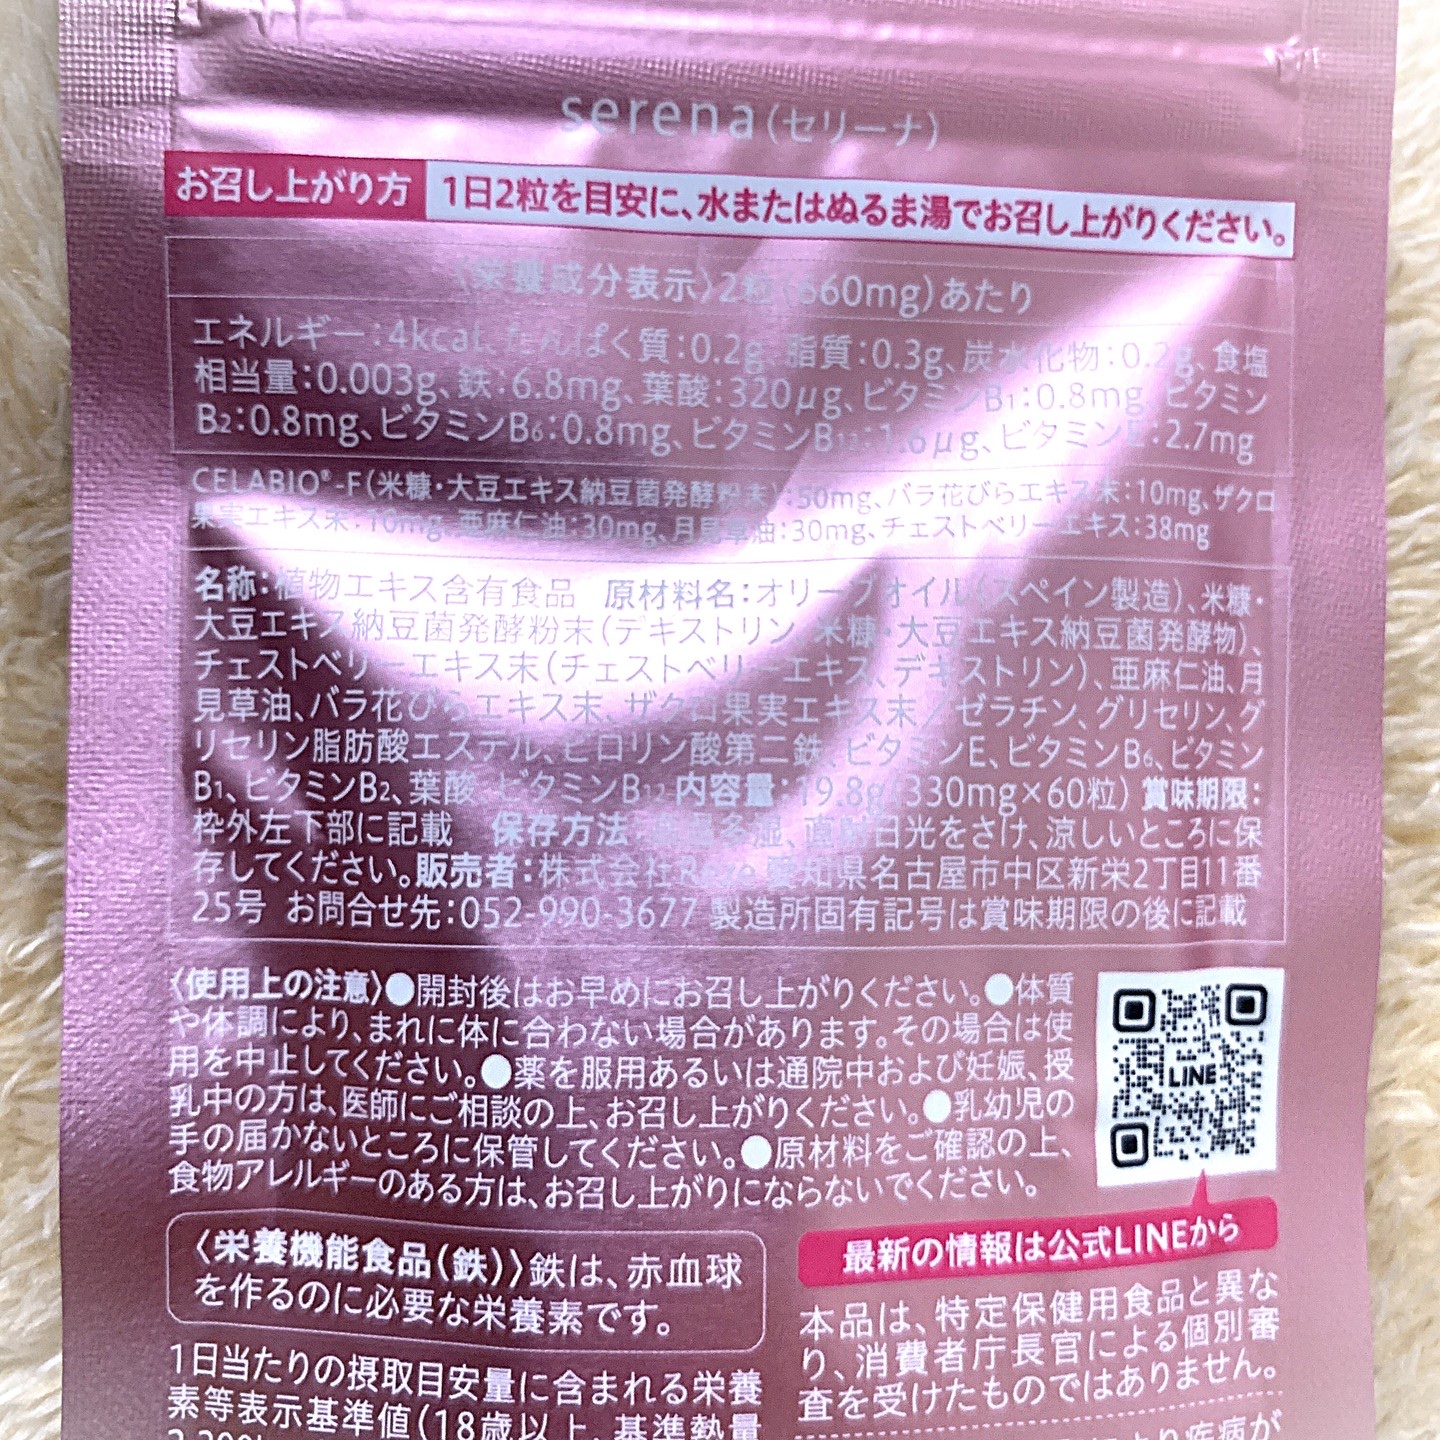 serena(セリーナ)
お召し上がり方 1日2粒を目安に、水またはぬるま湯でお召し上がりください。
〈栄養成分表示〉2粒(660mg)あたり
エネルギー:4kcal、たんぱく質:0.2g、脂質:0.3g、炭水化物:0.2g、食塩
相当量:0.003g、鉄:6.8mg、葉酸:320μg、ビタミンB1:0.8mg、ビタミン
B2:0.8mg、ビタミンB6:0.8mg、ビタミンB12:1.6μg、ビタミンE:2.7mg
CELABIO®-F(米糠・大豆エキス納豆菌発酵粉末):50mg、バラ花びらエキス末:10mg、ザクロ
果実エキス末:10mg、亜麻仁油:30mg、月見草油:30mg、チェストベリーエキス:38mg
名称:植物エキス含有食品 原材料名:オリーブオイル(スペイン製造)、米糠・
大豆エキス納豆菌発酵粉末(デキストリン、米糠・大豆エキス納豆菌発酵物)、
チェストベリーエキス末(チェストベリーエキス、デキストリン)、亜麻仁油、月
見草油、バラ花びらエキス末、ザクロ果実エキス末/ゼラチン、グリセリン、グ
リセリン脂肪酸エステル、ピロリン酸第二鉄、ビタミンE、ビタミンB6、ビタミン
B1、ビタミンB2、葉酸、ビタミンB12 内容量:19.8g(330mg×60粒) 賞味期限:
枠外左下部に記載 保存方法:高温多湿、直射日光をさけ、涼しいところに保
存してください。販売者:株式会社 愛知県名古屋市中区新栄2丁目11番
25号 お問合せ先:052-990-3677 製造所固有記号は賞味期限の後に記載
〈使用上の注意〉●開封後はお早めにお召し上がりください。●体質
や体調により、まれに体に合わない場合があります。その場合は使
用を中止してください。●薬を服用あるいは通院中および妊娠、授
乳中の方は、医師にご相談の上、お召し上がりください。●乳幼児の
手の届かないところに保管してください。●原材料をご確認の上、
食物アレルギーのある方は、お召し上がりにならないでください。
LINE
最新の情報は公式LINEから
〈栄養機能食品(鉄)〉鉄は、赤血球
を作るのに必要な栄養素です。
1日当たりの摂取目安量に含まれる栄養
素等表示基準値(18歳以上、基準熱量
本品は、特定保健用食品と異な
り、消費者庁長官による個別審
査を受けたものではありません。
より疾病が